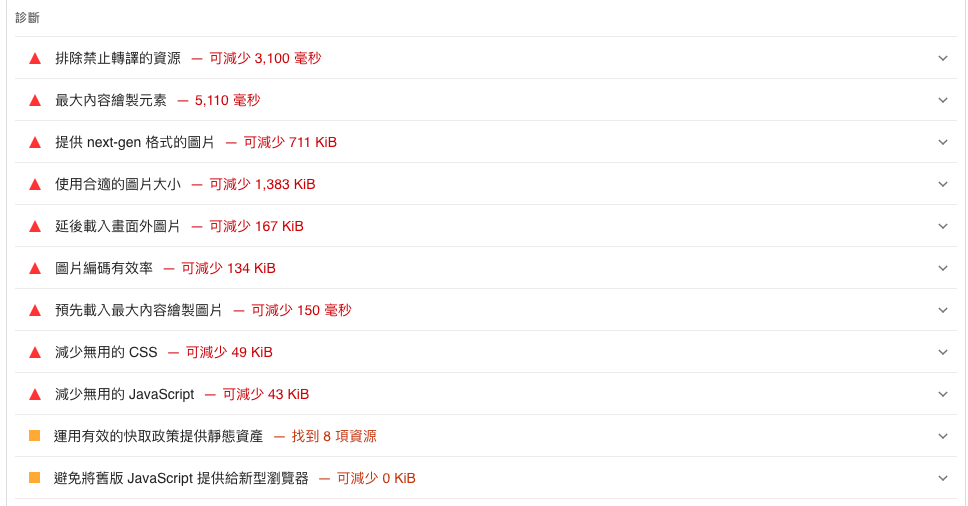 診斷
排除禁止轉譯的資源 — 可減少 3,100 毫秒
最大內容繪製元素 — 5,110 毫秒
提供 next-gen 格式的圖片 — 可減少 711 KiB
使用合適的圖片大小 — 可減少 1,383 KiB
延後載入畫面外圖片 — 可減少 167 KiB
圖片編碼有效率 — 可減少 134 KiB
預先載入最大內容繪製圖片 — 可減少 150 毫秒
減少無用的 CSS — 可減少 49 KiB
減少無用的 JavaScript — 可減少 43 KiB
運用有效的快取政策提供靜態資產 — 找到 8 項資源
避免將舊版 JavaScript 提供給新型瀏覽器 — 可減少 0 KiB